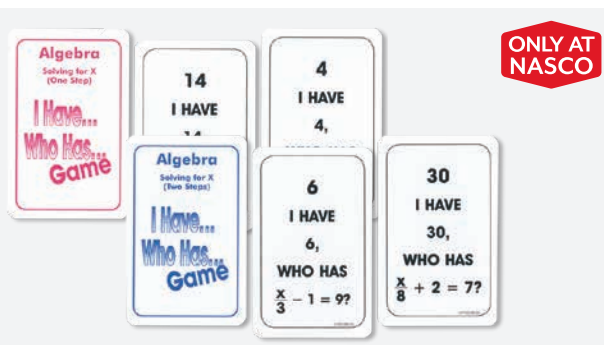 ONLY AT
NASCO
Algebra
Solving for X
(One Step)
I Have...
Who Has...
Game
14
I HAVE
14
4
I HAVE
4,
Algebra
Solving for X
(Two Steps)
I Have...
Who Has...
Game
6
I HAVE
6,
WHO HAS
x/3 − 1 = 9?
30
I HAVE
30,
WHO HAS
x/8 + 2 = 7?